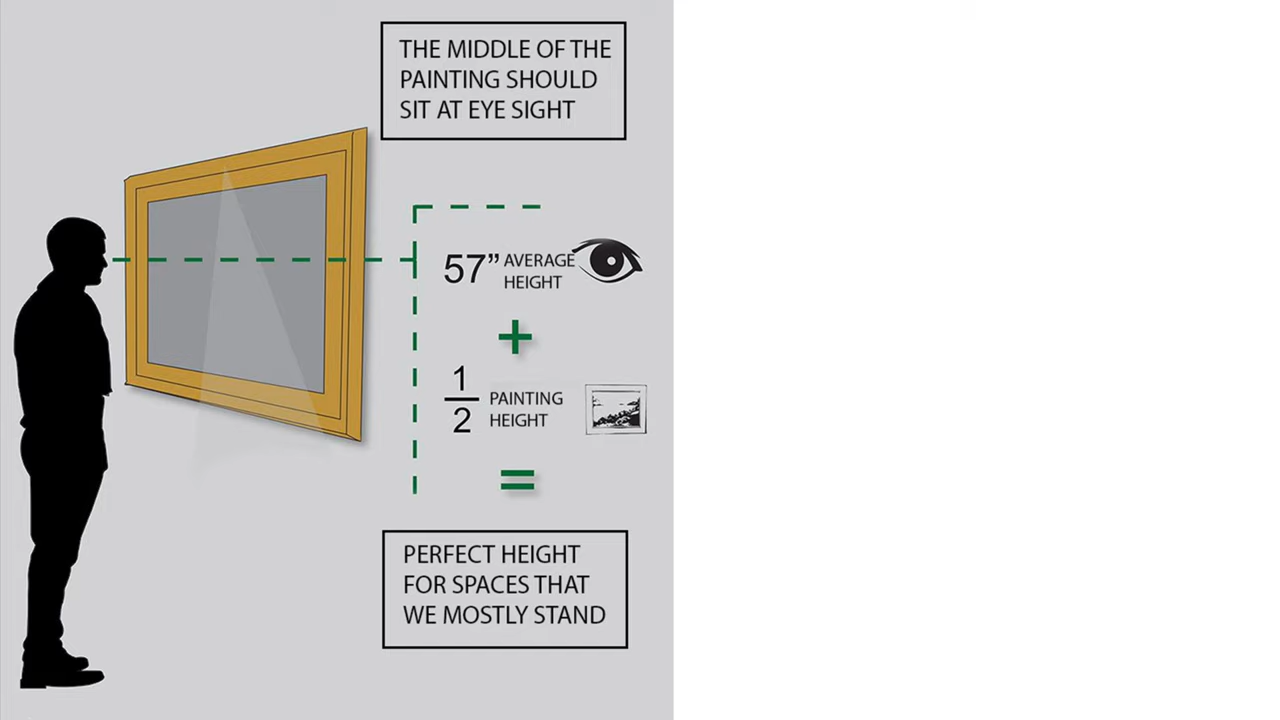 THE MIDDLE OF THE
PAINTING SHOULD
SIT AT EYE SIGHT
57” AVERAGE
HEIGHT
+
1
2
PAINTING
HEIGHT
=
PERFECT HEIGHT
FOR SPACES THAT
WE MOSTLY STAND